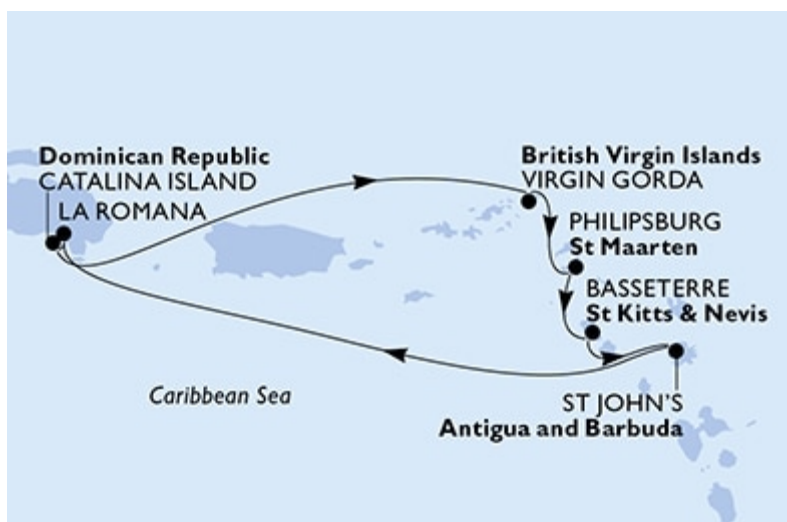 Dominican Republic
CATALINA ISLAND
LA ROMANA
British Virgin Islands
VIRGIN GORDA
PHILIPSBURG
St Maarten
BASSETERRE
St Kitts & Nevis
ST JOHN'S
Antigua and Barbuda
Caribbean Sea